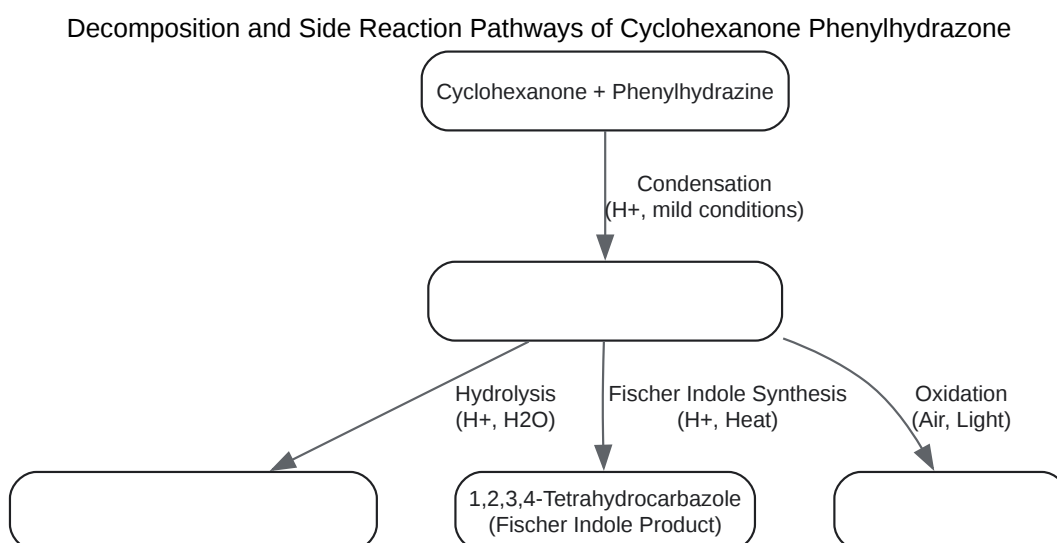 Decomposition and Side Reaction Pathways of Cyclohexanone Phenylhydrazone
Cyclohexanone + Phenylhydrazine
Condensation
(H+, mild conditions)
Hydrolysis
(H+, H2O)
Fischer Indole Synthesis
(H+, Heat)
Oxidation
(Air, Light)
1,2,3,4-Tetrahydrocarbazole
(Fischer Indole Product)